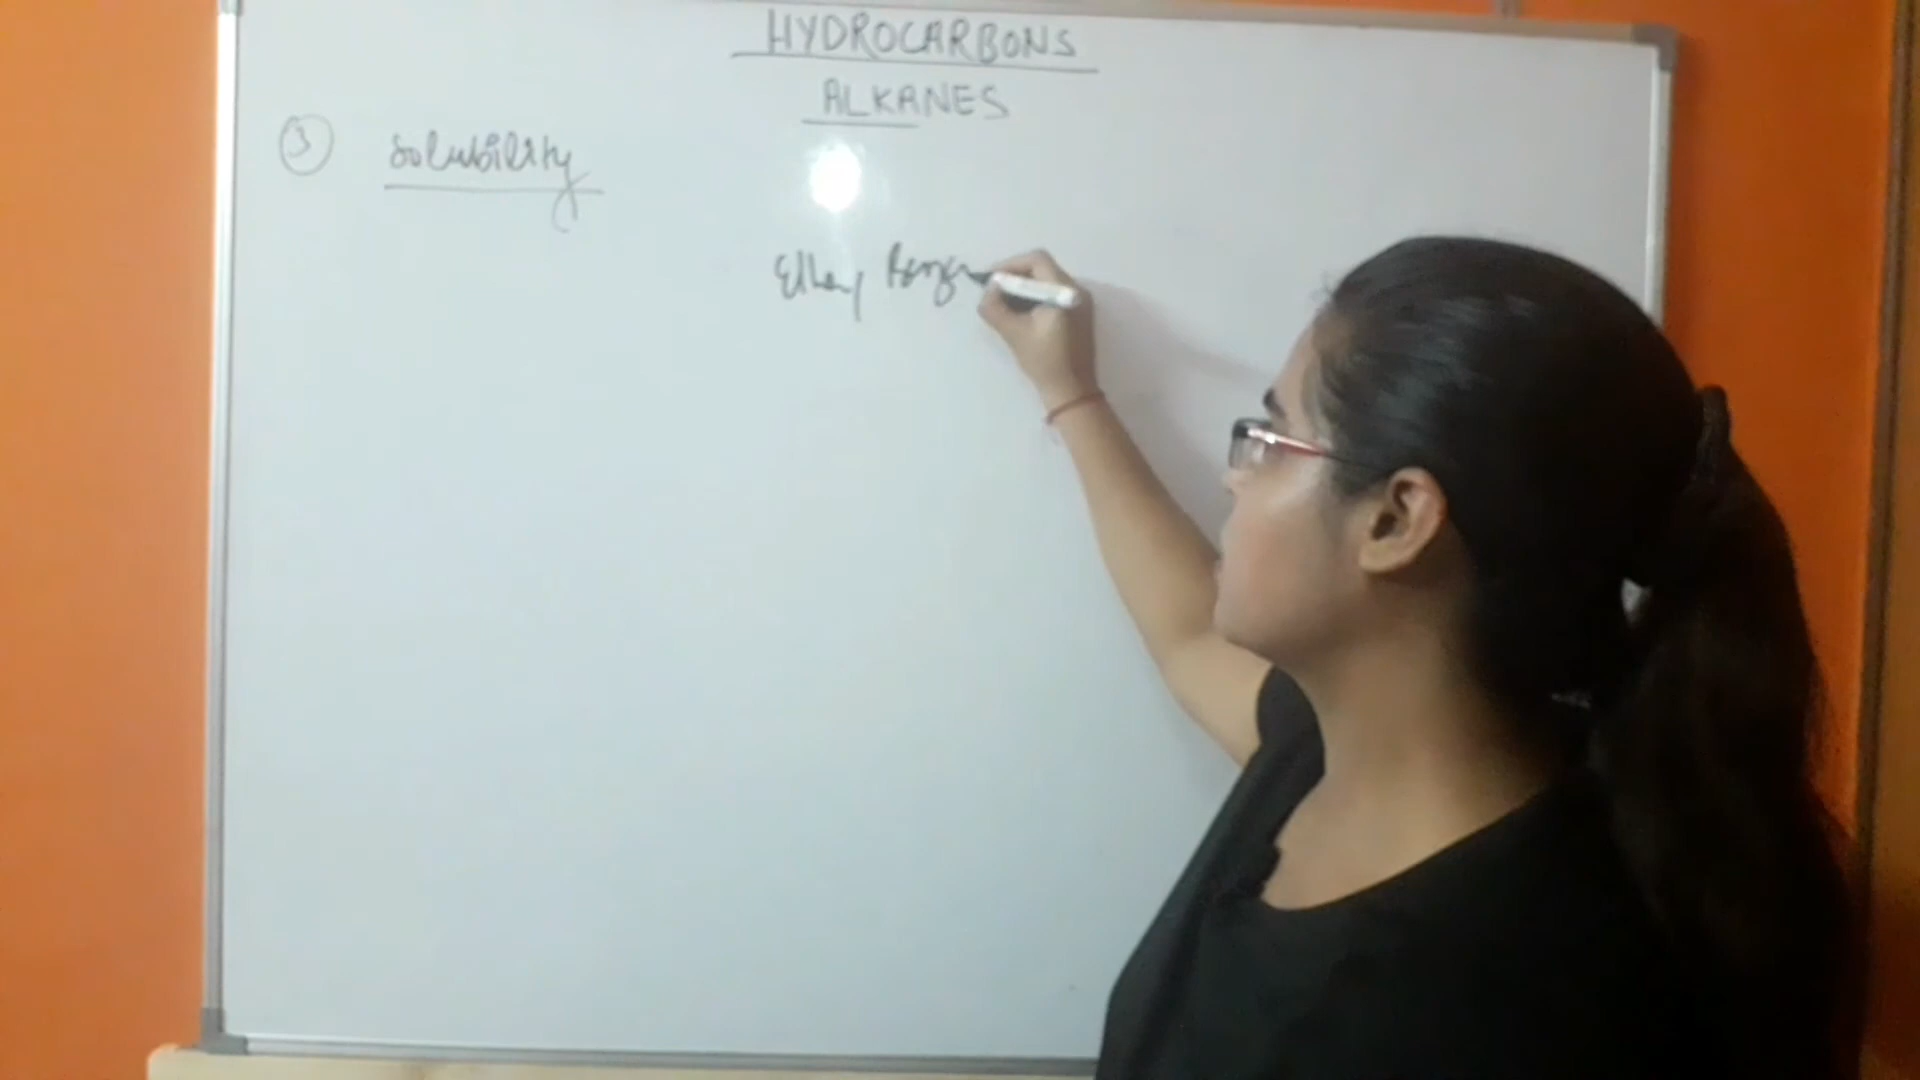 HYDROCARBONS
ALKANES
③ Solubility
Ether,